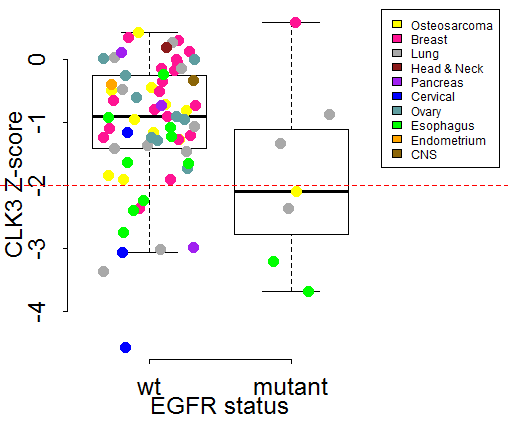 Osteosarcoma
Breast
Lung
Head & Neck
Pancreas
Cervical
Ovary
Esophagus
Endometrium
CNS
CLK3 Z-score
0
-1
-2
-3
-4
wt mutant
EGFR status